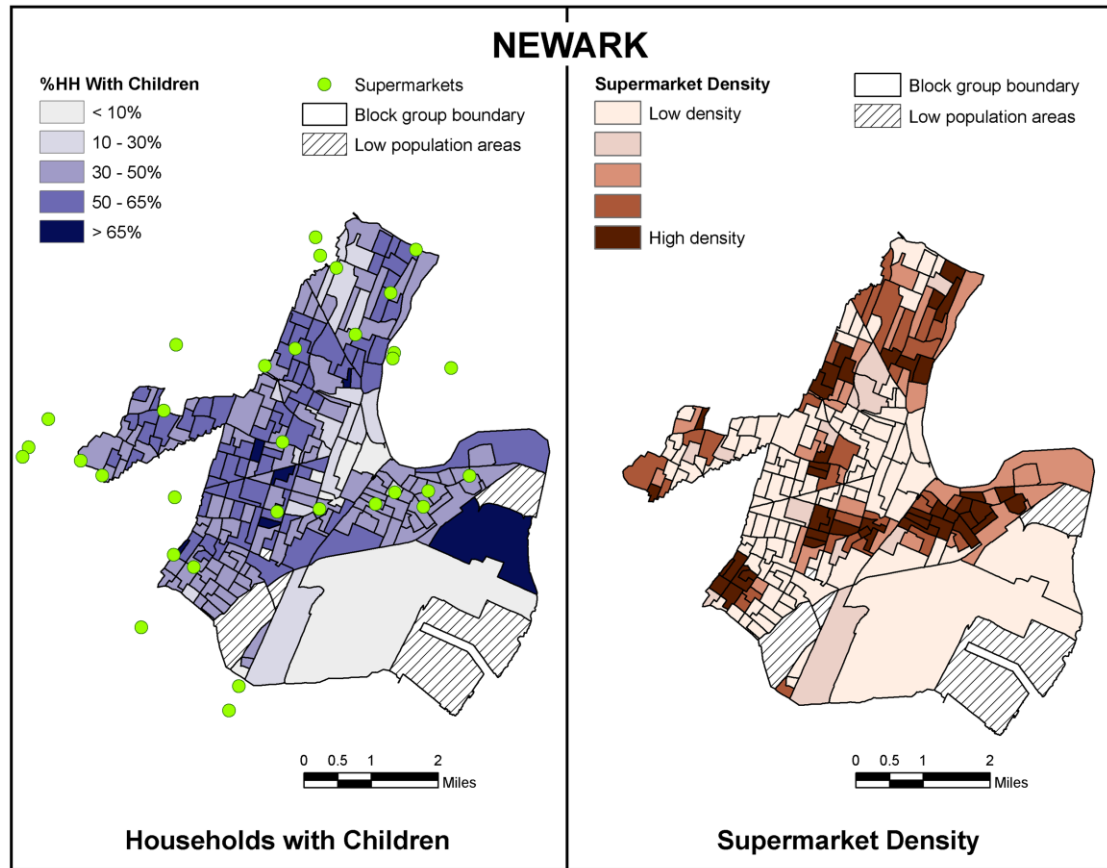 NEWARK
%HH With Children
< 10%
10 - 30%
30 - 50%
50 - 65%
> 65%
Supermarkets
Block group boundary
Low population areas
0 0.5 1 2
Miles
Households with Children
Supermarket Density
Low density
High density
Block group boundary
Low population areas
0 0.5 1 2
Miles
Supermarket Density